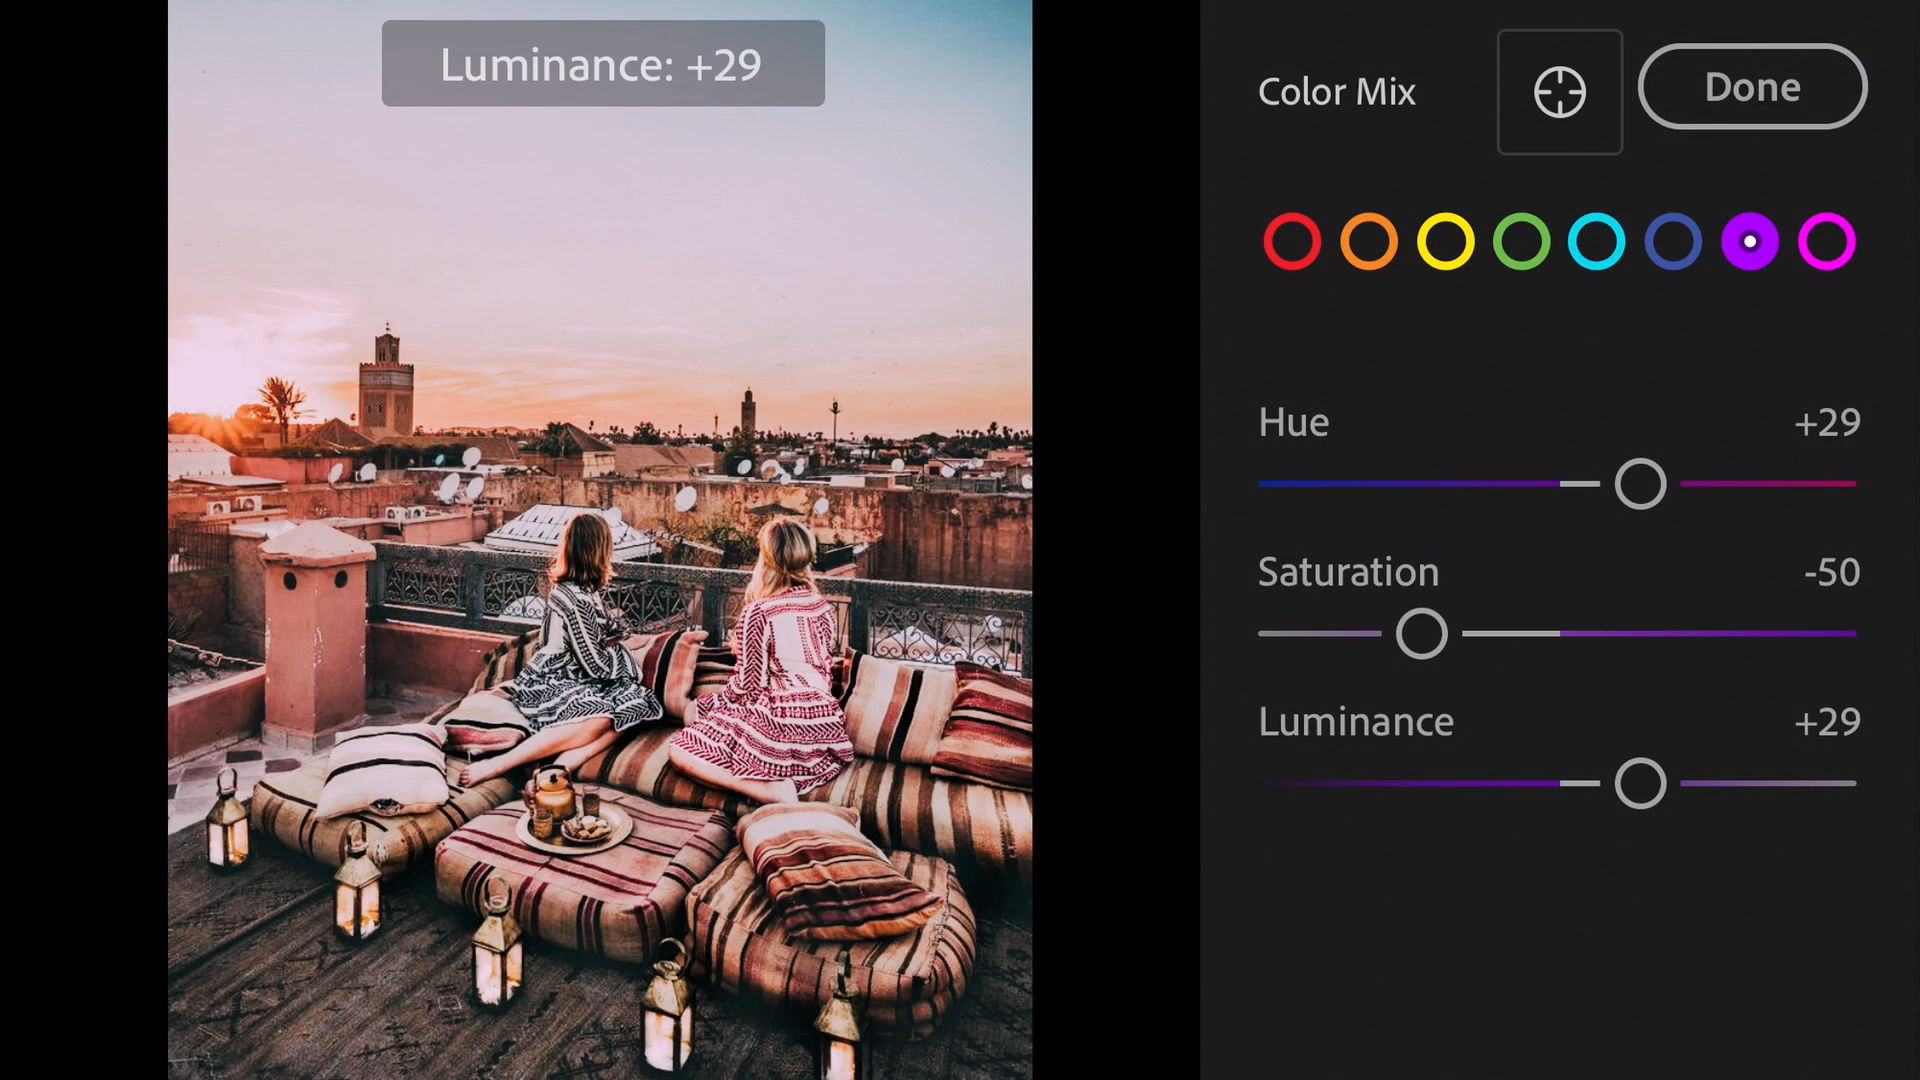 Luminance: +29
Color Mix
Done
Hue +29
Saturation -50
Luminance +29